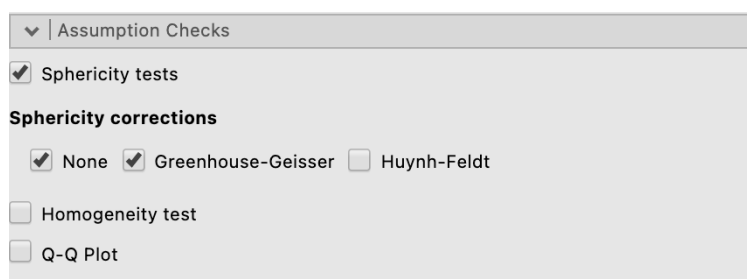 Assumption Checks
Sphericity tests
Sphericity corrections
None Greenhouse-Geisser Huynh-Feldt
Homogeneity test
Q-Q Plot